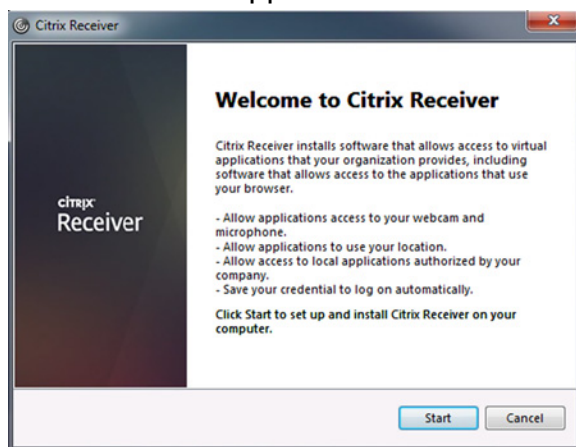 Citrix Receiver
Welcome to Citrix Receiver
Citrix Receiver installs software that allows access to virtual
applications that your organization provides, including
software that allows access to the applications that use
your browser.
- Allow applications access to your webcam and
microphone.
- Allow applications to use your location.
- Allow access to local applications authorized by your
company.
- Save your credential to log on automatically.
Click Start to set up and install Citrix Receiver on your
computer.
CITRIX
Receiver
Start
Cancel